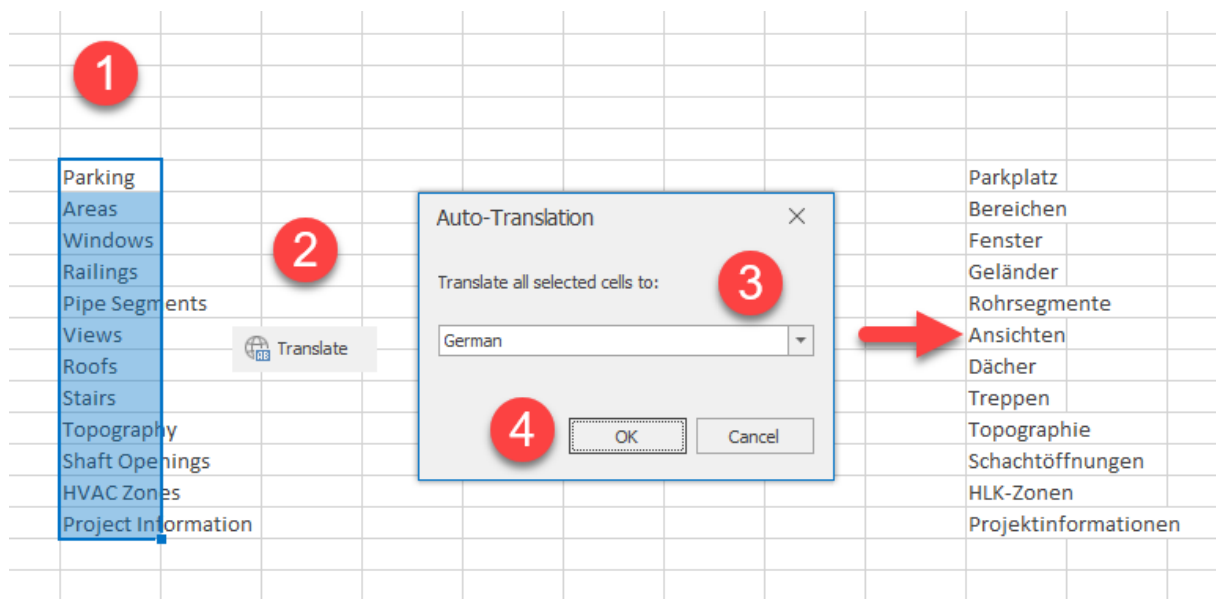 1
Parking
Areas
Windows
Railings
Pipe Segments
Views
Roofs
Stairs
Topography
Shaft Openings
HVAC Zones
Project Information
2
Translate
Auto-Translation
Translate all selected cells to:
3
German
4
OK
Cancel
Parkplatz
Bereichen
Fenster
Geländer
Rohrsegmente
Ansichten
Dächer
Treppen
Topographie
Schachtöffnungen
HLK-Zonen
Projektinformationen